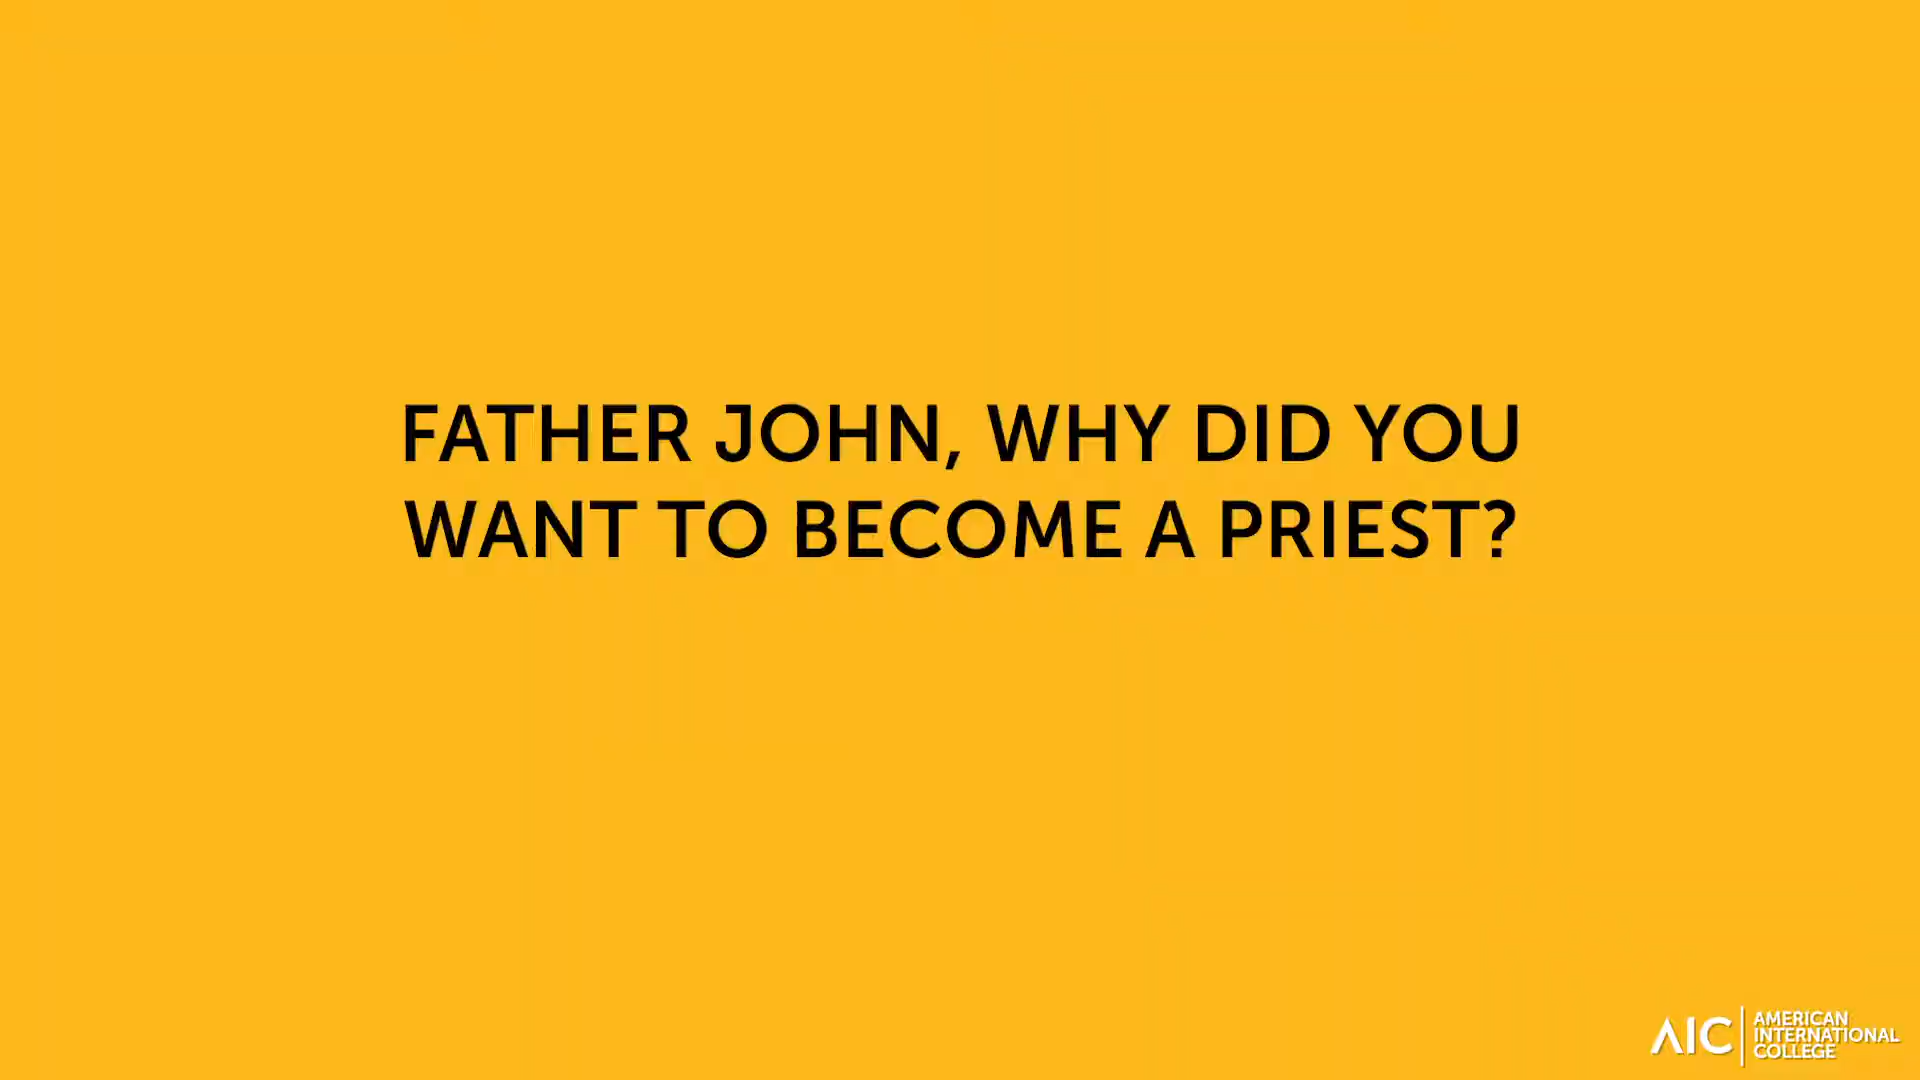 FATHER JOHN, WHY DID YOU
WANT TO BECOME A PRIEST?
AIC
AMERICAN
INTERNATIONAL
COLLEGE